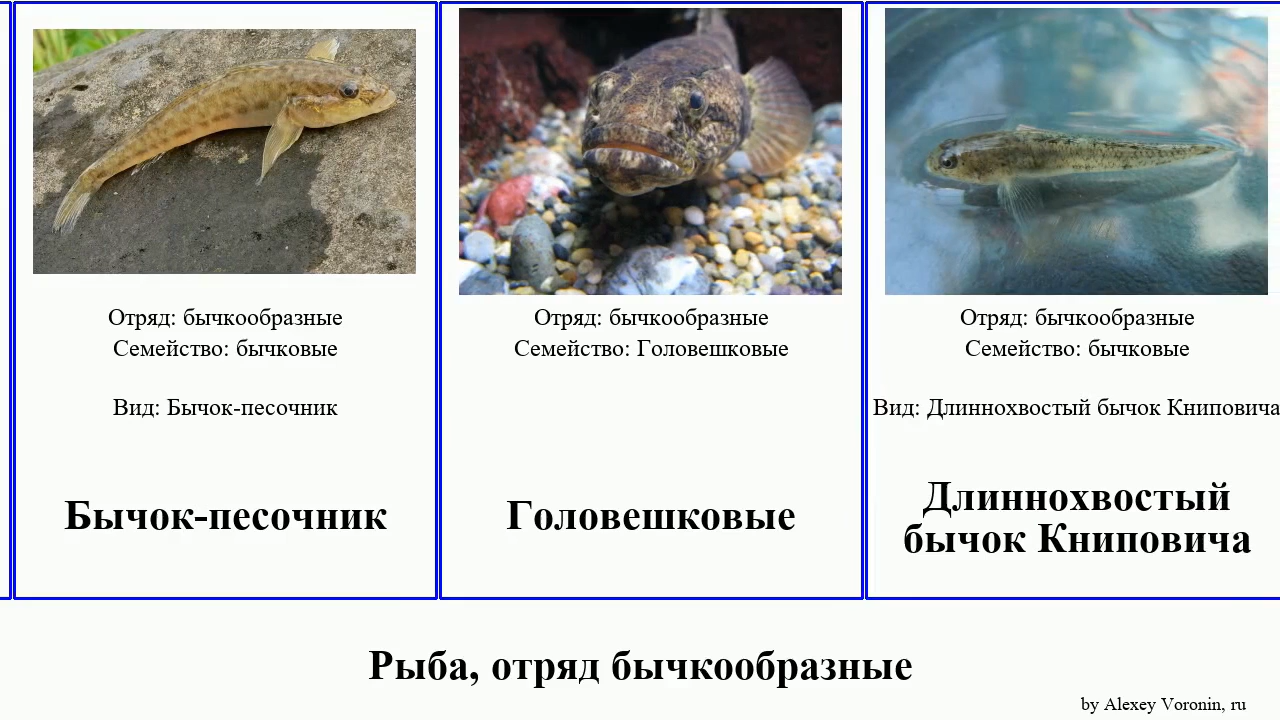 Отряд: бычкообразные
Семейство: бычковые
Вид: Бычок-песочник
Бычок-песочник
Отряд: бычкообразные
Семейство: Головешковые
Головешковые
Отряд: бычкообразные
Семейство: бычковые
Вид: Длиннохвостый бычок Книповича
Длиннохвостый
бычок Книповича
Рыба, отряд бычкообразные
by Alexey Voronin, ru